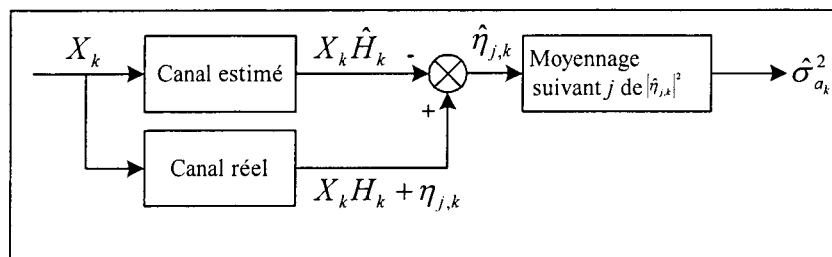 X_k
Canal estimé
X_k Ĥ_k
-
η̂_{j,k}
Moyennage
suivant j de |η̂_{j,k}|²
σ̂²_{a_k}
+
Canal réel
X_k H_k + η_{j,k}